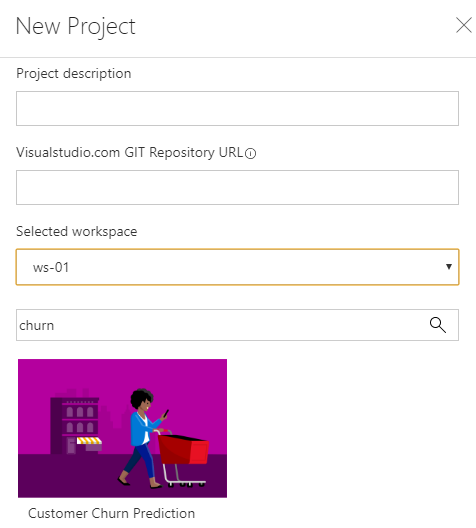 New Project
Project description
Visualstudio.com GIT Repository URL
Selected workspace
ws-01
churn
Customer Churn Prediction